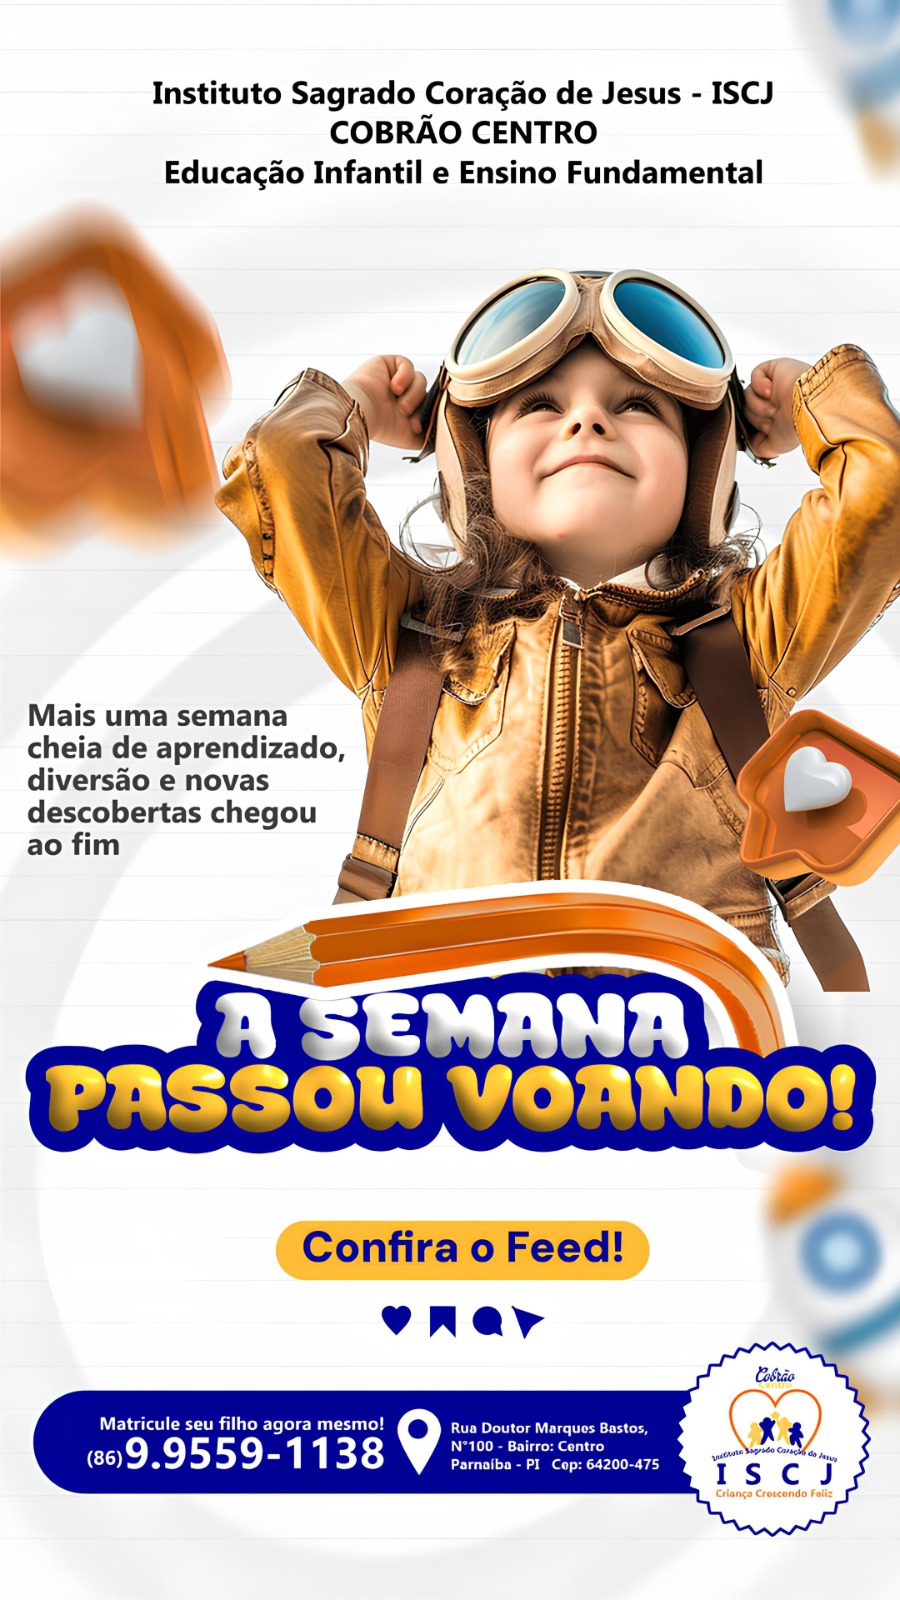 Instituto Sagrado Coração de Jesus - ISCJ
COBRÃO CENTRO
Educação Infantil e Ensino Fundamental
Mais uma semana
cheia de aprendizado,
diversão e novas
descobertas chegou
ao fim
A SEMANA
PASSOU VOANDO!
Confira o Feed!
Matricule seu filho agora mesmo!
(86)9.9559-1138
Rua Doutor Marques Bastos,
N°100 - Bairro: Centro
Parnaíba - PI Cep: 64200-475
Cobrão
Centro
Instituto Sagrado Coração de Jesus
ISCJ
Criança Crescendo Feliz